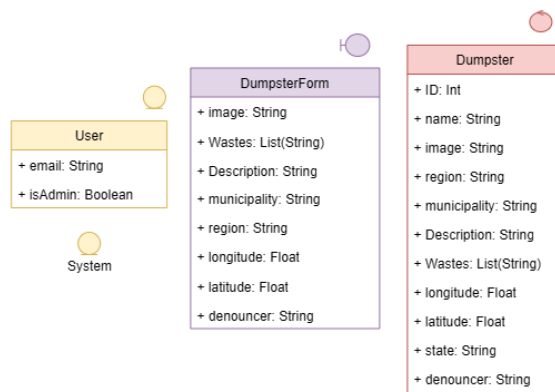 User
+ email: String
+ isAdmin: Boolean
System
DumpsterForm
+ image: String
+ Wastes: List(String)
+ Description: String
+ municipality: String
+ region: String
+ longitude: Float
+ latitude: Float
+ denouncer: String
Dumpster
+ ID: Int
+ name: String
+ image: String
+ region: String
+ municipality: String
+ Description: String
+ Wastes: List(String)
+ longitude: Float
+ latitude: Float
+ state: String
+ denouncer: String